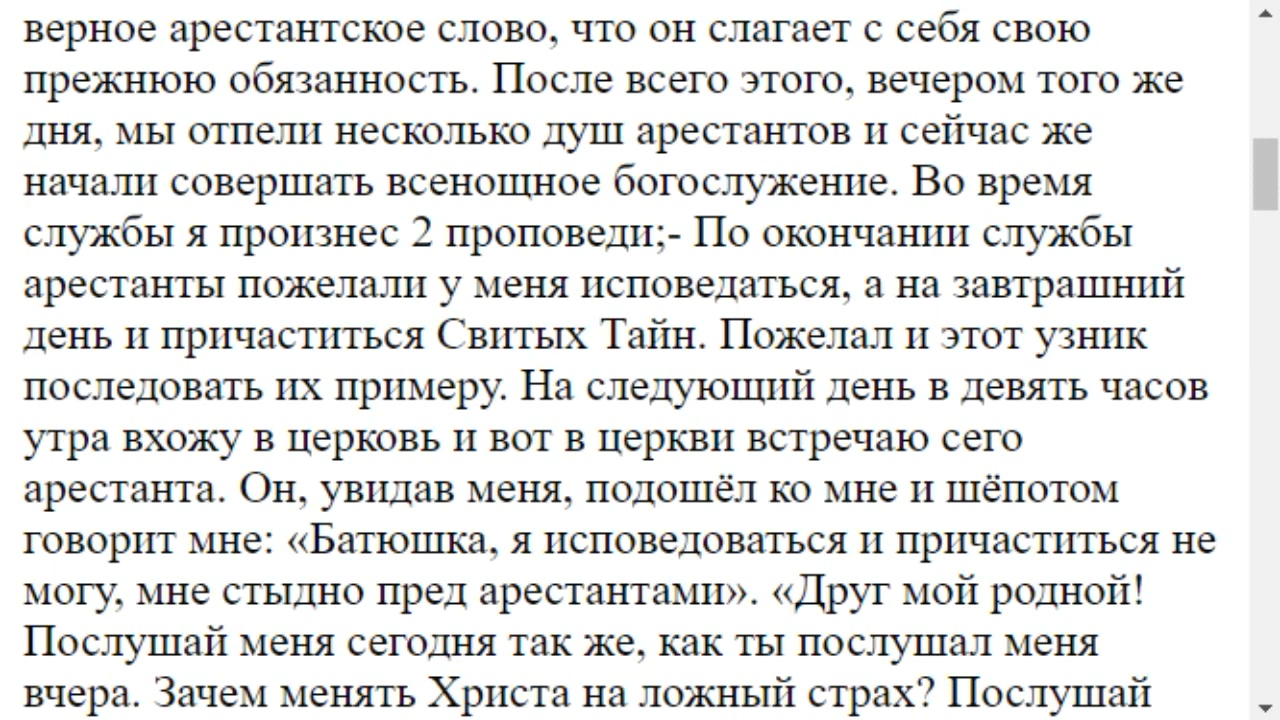 верное арестантское слово, что он слагает с себя свою
прежнюю обязанность. После всего этого, вечером того же
дня, мы отпели несколько душ арестантов и сейчас же
начали совершать всенощное богослужение. Во время
службы я произнес 2 проповеди;- По окончании службы
арестанты пожелали у меня исповедаться, а на завтрашний
день и причаститься Свитых Тайн. Пожелал и этот узник
последовать их примеру. На следующий день в девять часов
утра вхожу в церковь и вот в церкви встречаю сего
арестанта. Он, увидав меня, подошёл ко мне и шёпотом
говорит мне: «Батюшка, я исповедоваться и причаститься не
могу, мне стыдно пред арестантами». «Друг мой родной!
Послушай меня сегодня так же, как ты послушал меня
вчера. Зачем менять Христа на ложный страх? Послушай